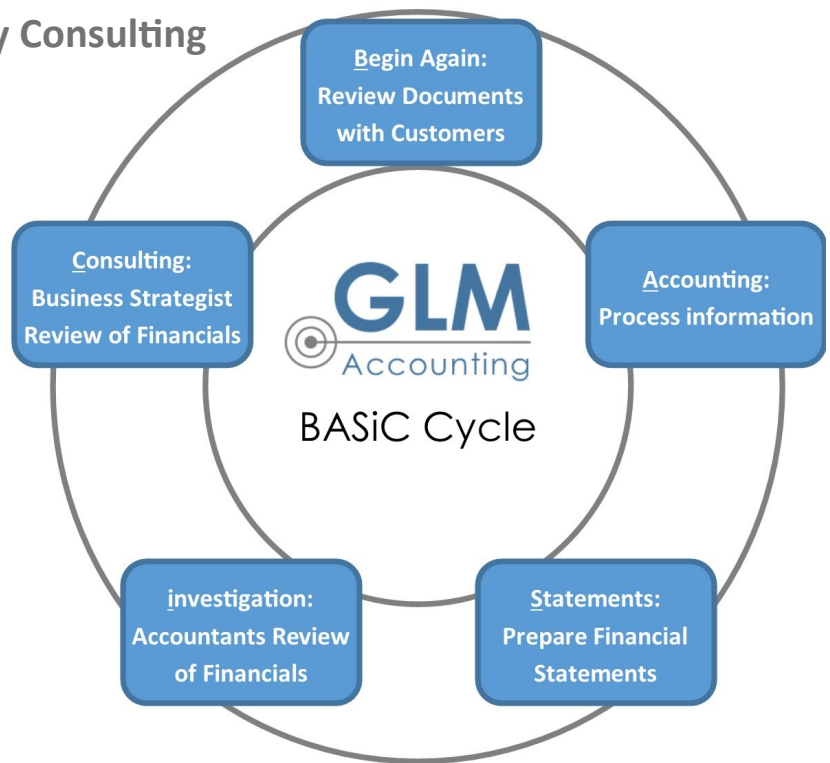 Consulting
Begin Again:
Review Documents
with Customers
Consulting:
Business Strategist
Review of Financials
Accounting:
Process information
GLM
Accounting
BASiC Cycle
investigation:
Accountants Review
of Financials
Statements:
Prepare Financial
Statements